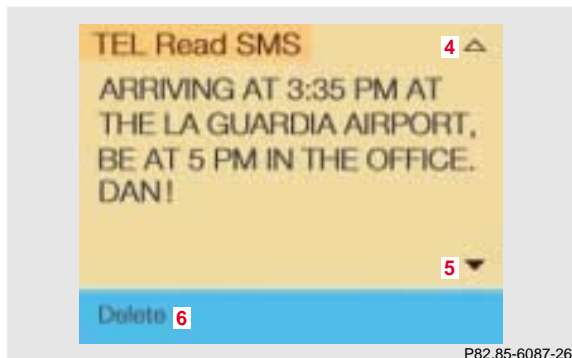 TEL Read SMS
4
ARRIVING AT 3:35 PM AT
THE LA GUARDIA AIRPORT,
BE AT 5 PM IN THE OFFICE.
DAN!
5
Delete 6
P82.85-6087-26